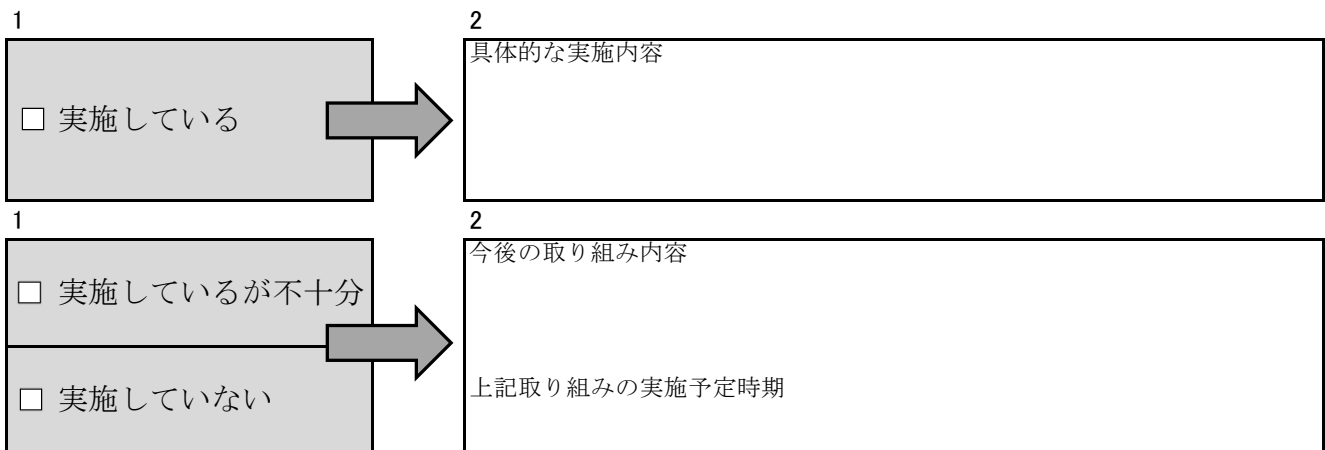 1
2
□ 実施している
具体的な実施内容
1
2
□ 実施しているが不十分
□ 実施していない
今後の取り組み内容
上記取り組みの実施予定時期